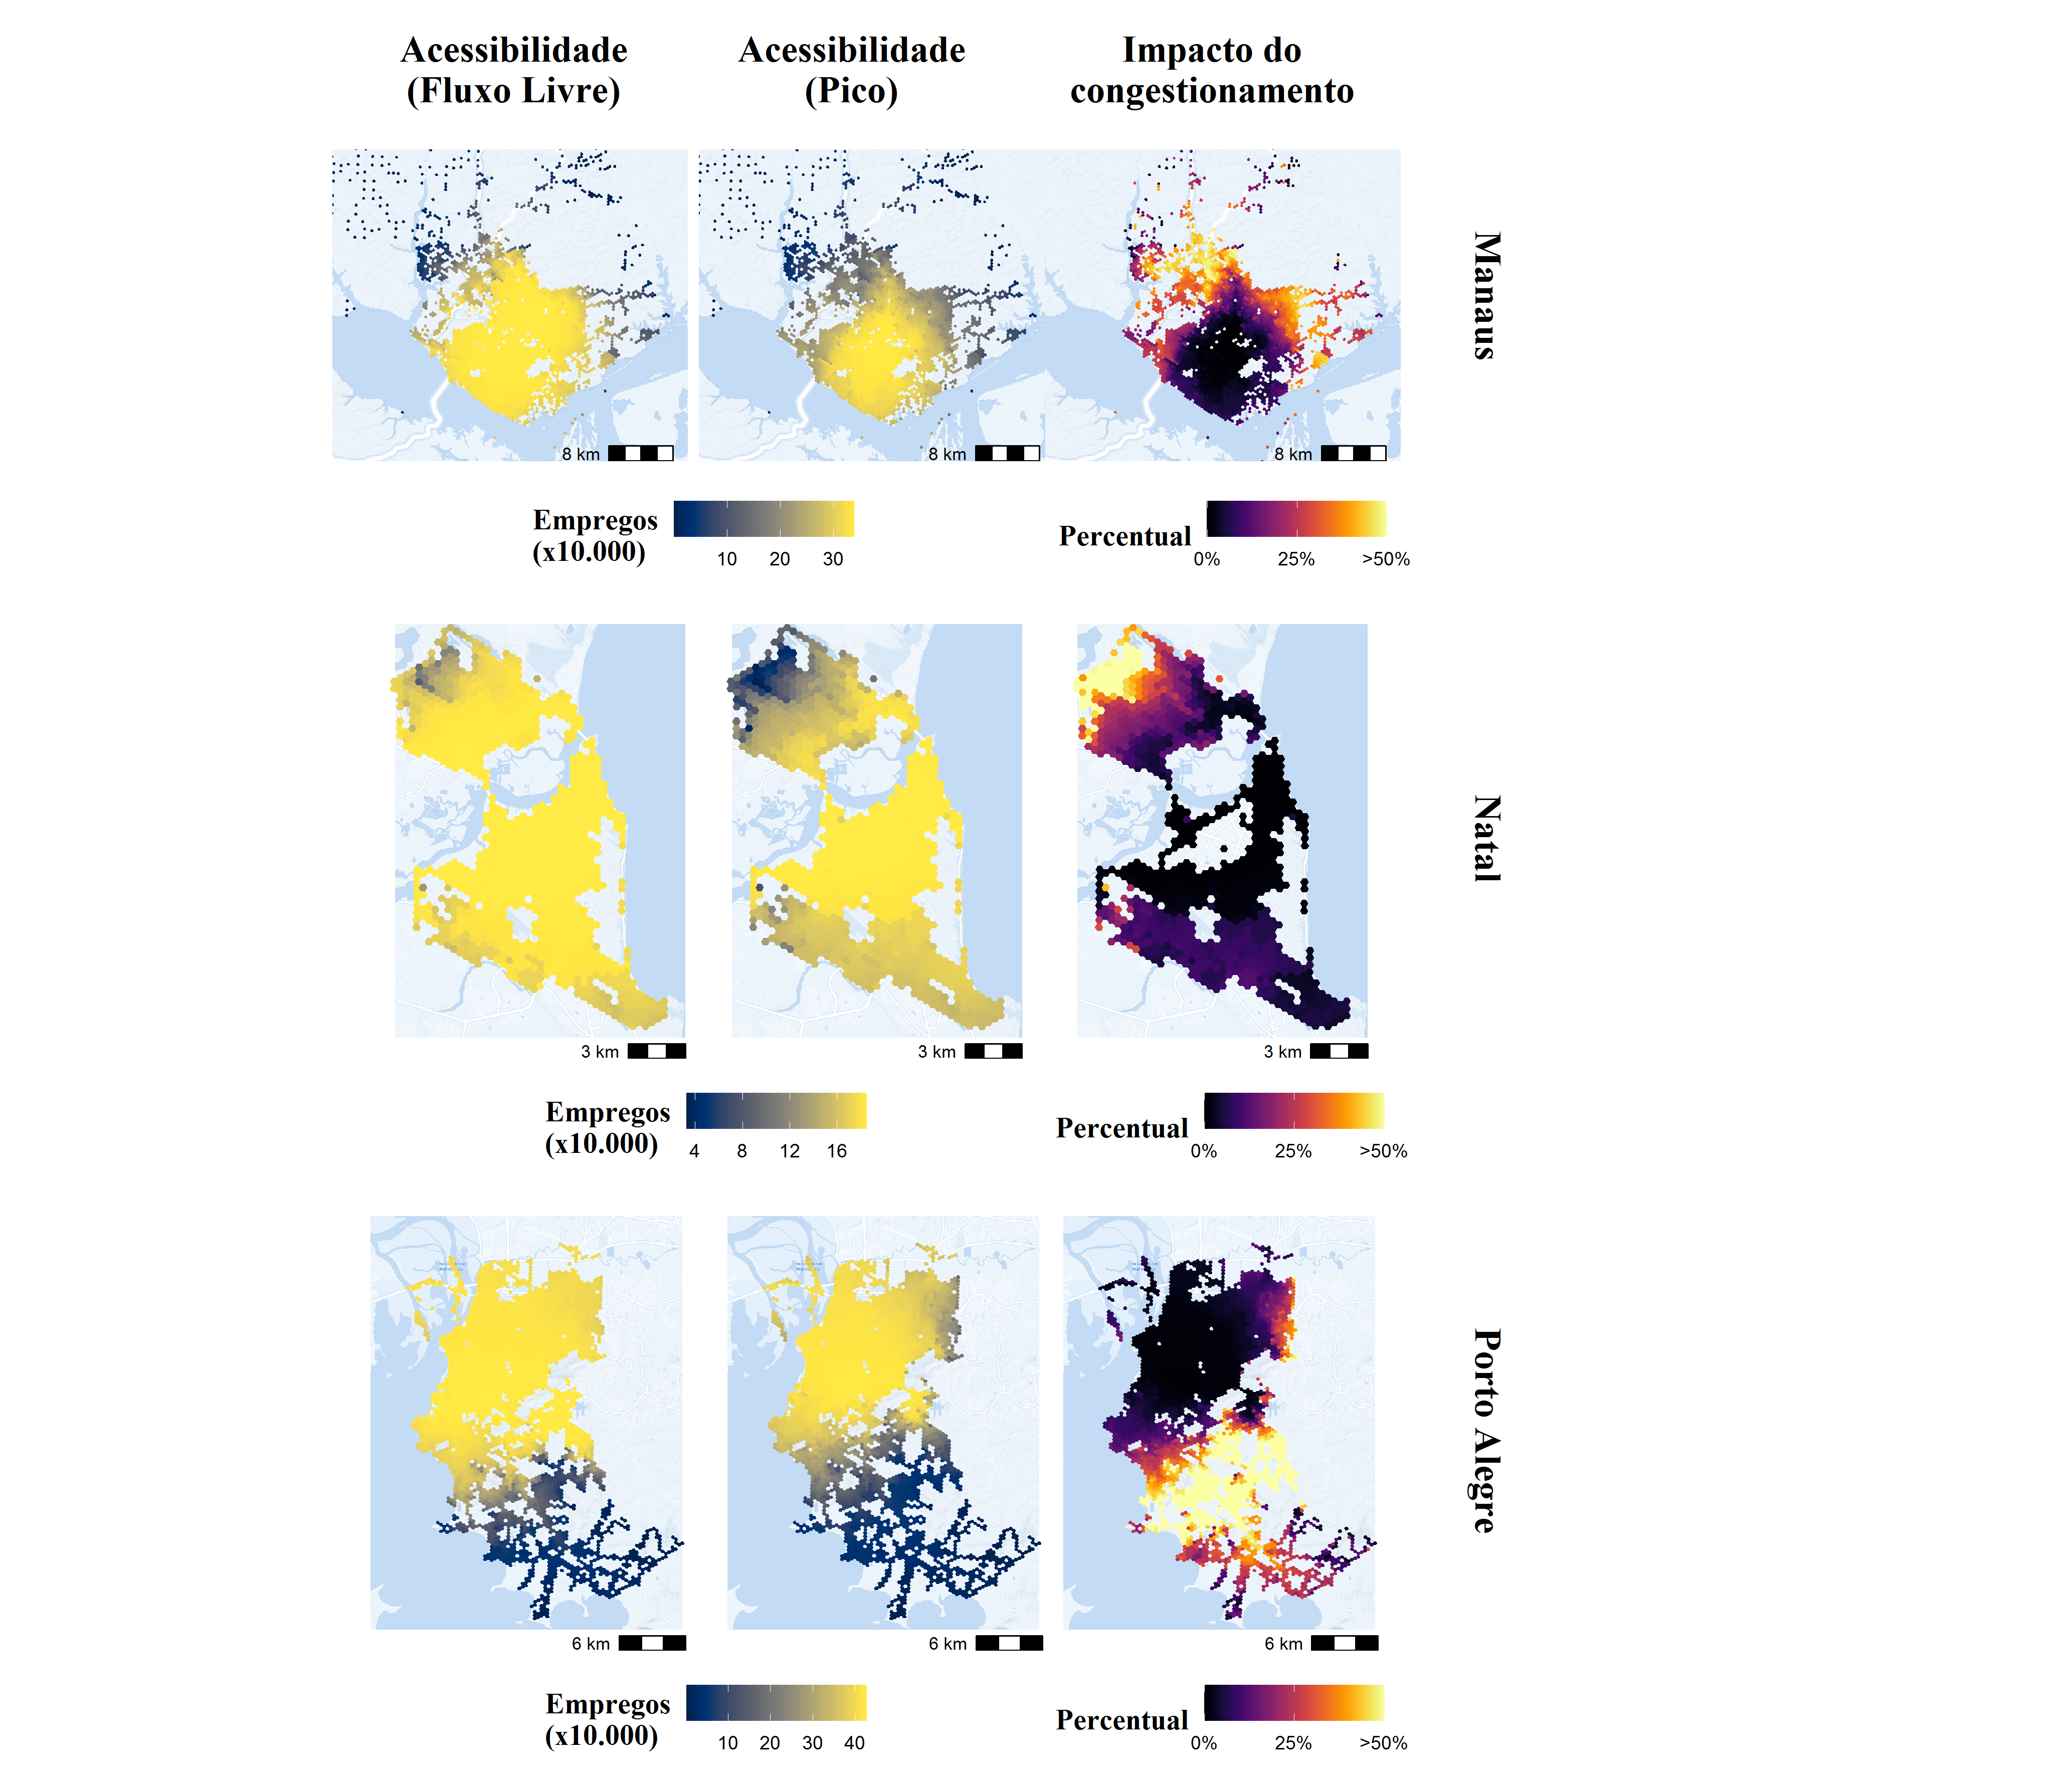 Acessibilidade
(Fluxo Livre)
Acessibilidade
(Pico)
Impacto do
congestionamento
Manaus
8 km
8 km
8 km
Empregos
(x10.000)
10 20 30
Percentual
0% 25% >50%
Natal
3 km
3 km
3 km
Empregos
(x10.000)
4 8 12 16
Percentual
0% 25% >50%
Porto Alegre
6 km
6 km
6 km
Empregos
(x10.000)
10 20 30 40
Percentual
0% 25% >50%